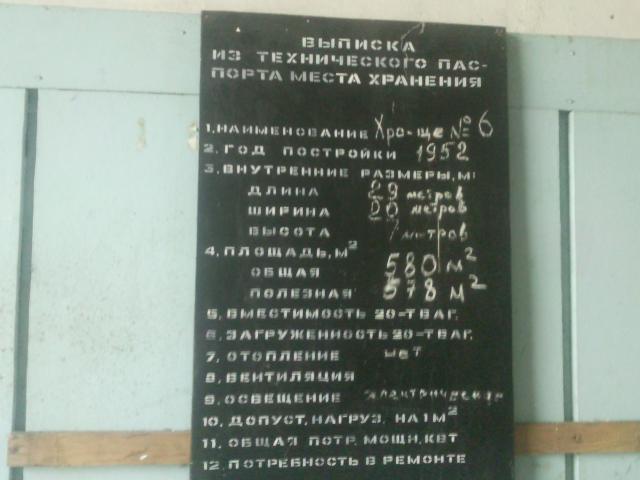 ВЫПИСКА
ИЗ ТЕХНИЧЕСКОГО ПАС-
ПОРТА МЕСТА ХРАНЕНИЯ
1. НАИМЕНОВАНИЕ Хра-ще № 6
2. ГОД ПОСТРОЙКИ 1952
3. ВНУТРЕННИЕ РАЗМЕРЫ, М:
ДЛИНА 29 метров
ШИРИНА 20 метров
ВЫСОТА 7 метров
4. ПЛОЩАДЬ, М²
ОБЩАЯ 580 м²
ПОЛЕЗНАЯ 578 м²
5. ВМЕСТИМОСТЬ 20=Т ВАГ.
6. ЗАГРУЖЕННОСТЬ 20=Т ВАГ.
7. ОТОПЛЕНИЕ нет
8. ВЕНТИЛЯЦИЯ
9. ОСВЕЩЕНИЕ электрическое
10. ДОПУСТ. НАГРУЗ. НА 1 М²
11. ОБЩАЯ ПОТР. МОЩН. КВТ
12. ПОТРЕБНОСТЬ В РЕМОНТЕ